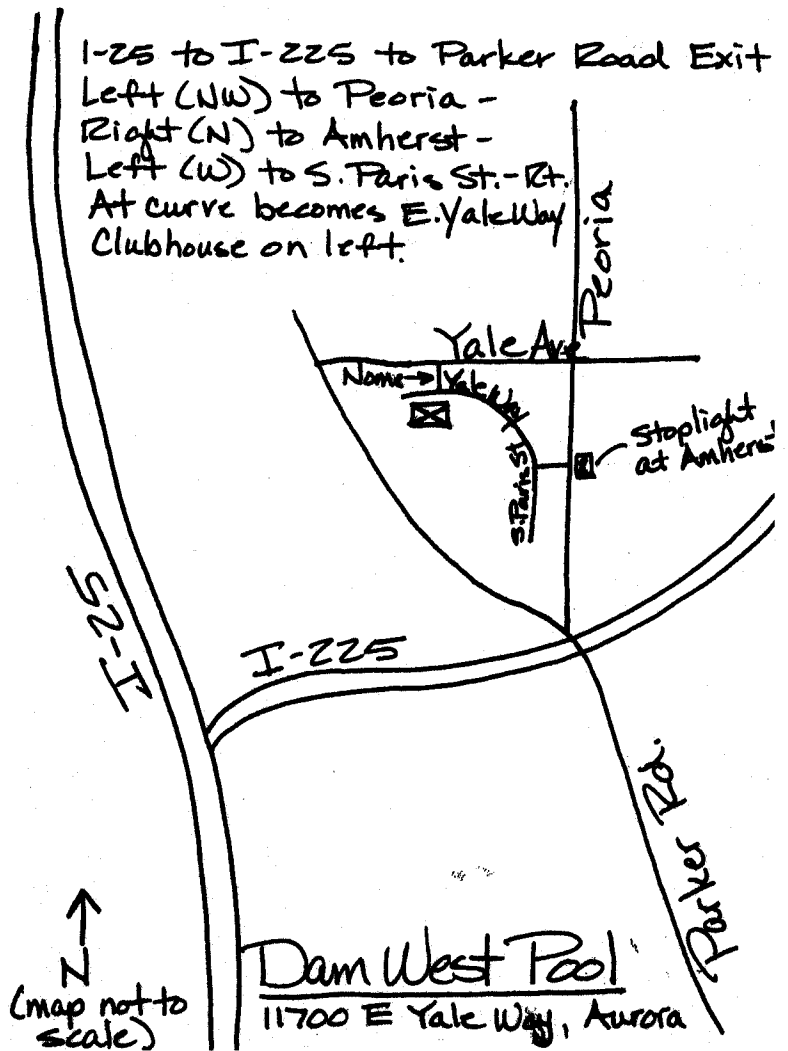 I-25 to I-225 to Parker Road Exit
Left (NW) to Peoria -
Right (N) to Amherst -
Left (W) to S. Paris St. - Rt.
At curve becomes E. Yale Way
Clubhouse on left.
Peoria
Yale Ave
Nome
Yale Way
Stoplight
at Amherst
S. Paris St
I-25
I-225
Parker Rd.
N
(map not to
scale)
Dam West Pool
11700 E Yale Way, Aurora